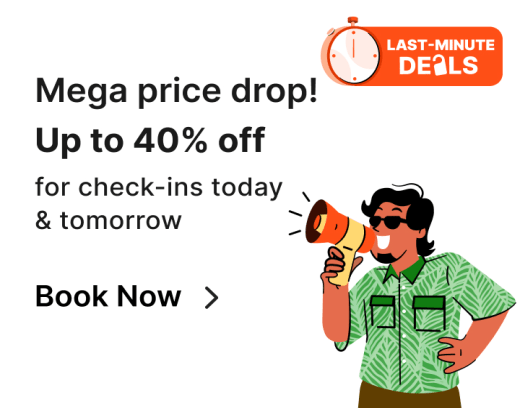 LAST-MINUTE
DEALS
Mega price drop!
Up to 40% off
for check-ins today
& tomorrow
Book Now